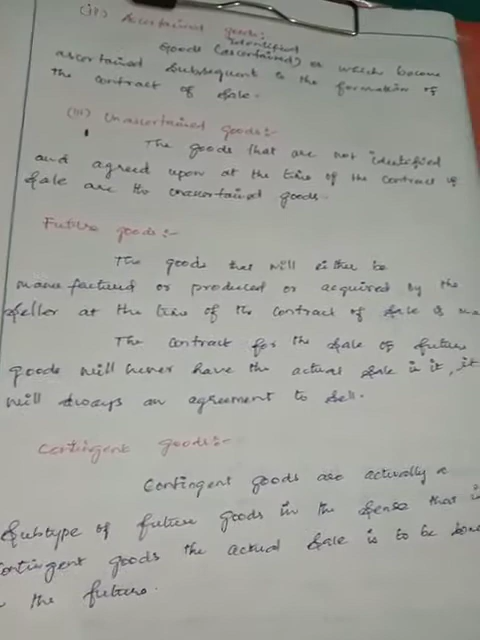 (ii) Ascertained goods:
Identified
Goods (ascertained) or which become
ascertained subsequent to the formation of
the contract of sale.
(iii) Unascertained goods:-
The goods that are not identified
and agreed upon at the time of the contract of
sale are the unascertained goods.
Future goods:-
The goods that will either be
manufactured or produced or acquired by the
seller at the time of the contract of sale is ma
The contract for the sale of future
goods will never have the actual sale in it, it
will always an agreement to sell.
Contingent goods:-
Contingent goods are actually a
subtype of future goods in the sense that i
contingent goods the actual sale is to be done
the future.